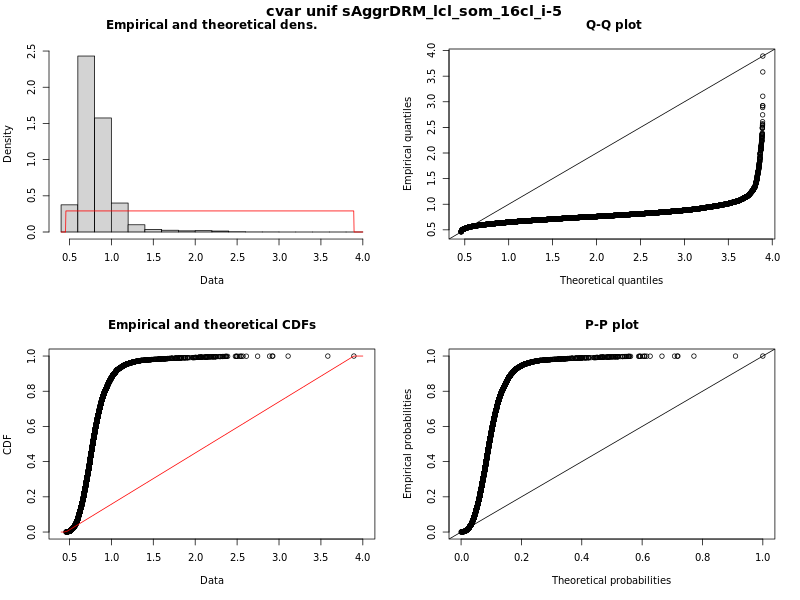 cvar unif sAggrDRM_lcl_som_16cl_i-5
Empirical and theoretical dens.
Density
0.0 0.5 1.0 1.5 2.0 2.5
0.5 1.0 1.5 2.0 2.5 3.0 3.5 4.0
Data
Q-Q plot
Empirical quantiles
0.5 1.0 1.5 2.0 2.5 3.0 3.5 4.0
0.5 1.0 1.5 2.0 2.5 3.0 3.5 4.0
Theoretical quantiles
Empirical and theoretical CDFs
CDF
0.0 0.2 0.4 0.6 0.8 1.0
0.5 1.0 1.5 2.0 2.5 3.0 3.5 4.0
Data
P-P plot
Empirical probabilities
0.0 0.2 0.4 0.6 0.8 1.0
0.0 0.2 0.4 0.6 0.8 1.0
Theoretical probabilities